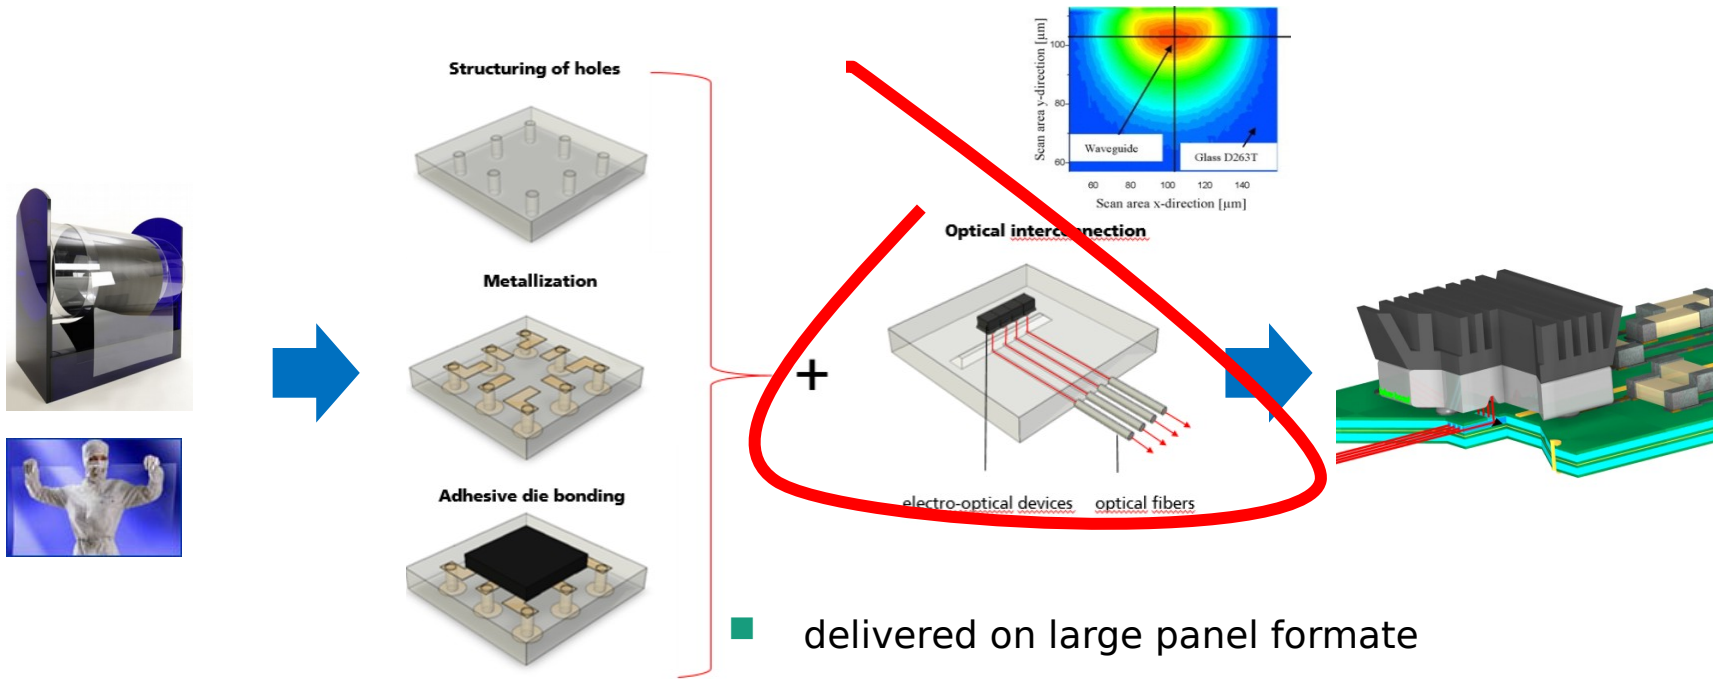 Structuring of holes
Metallization
Adhesive die bonding
+
Scan area y-direction [µm]
100
80
60
Waveguide
Glass D263T
60 80 100 120 140
Scan area x-direction [µm]
Optical interconnection
electro-optical devices optical fibers
delivered on large panel formate